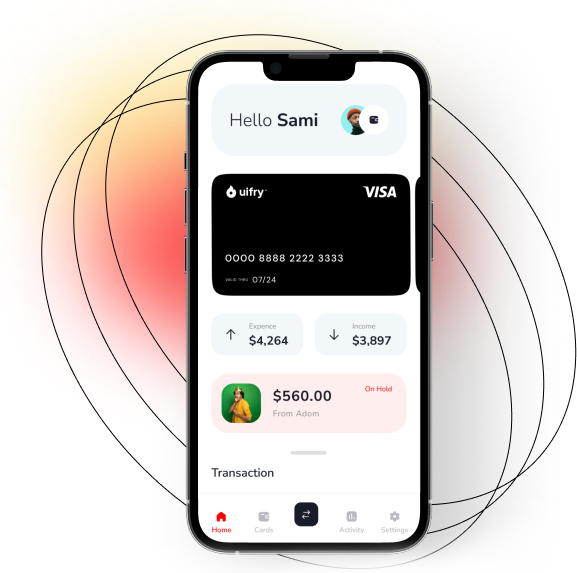 Hello Sami
uifry™
VISA
0000 8888 2222 3333
VALID THRU 07/24
Expence
$4,264
Income
$3,897
$560.00
On Hold
From Adom
Transaction
Home
Cards
Activity
Settings